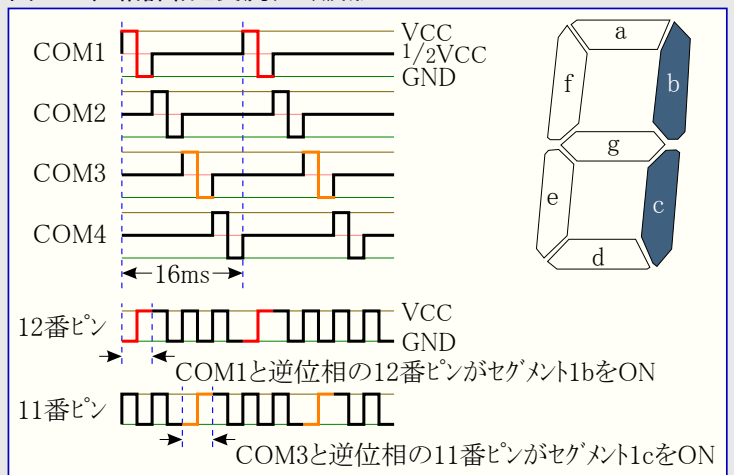 COM1
VCC
1/2VCC
GND
COM2
COM3
COM4
16ms
a
f
b
g
e
c
d
12番ピン
VCC
GND
COM1と逆位相の12番ピンがセグメント1bをON
11番ピン
COM3と逆位相の11番ピンがセグメント1cをON